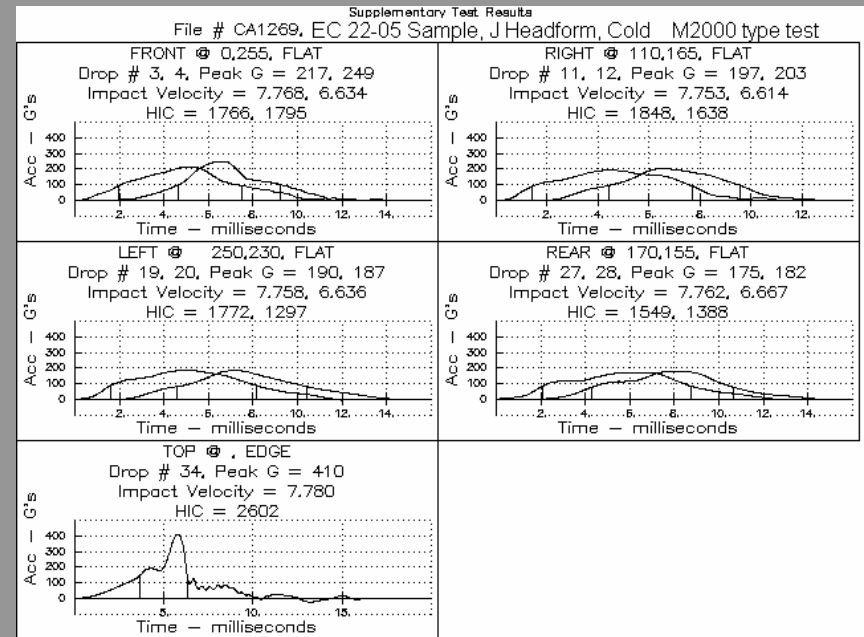 Supplementary Test Results
File # CA1269. EC 22-05 Sample, J Headform, Cold M2000 type test
FRONT @ 0,255, FLAT
Drop # 3, 4, Peak G = 217, 249
Impact Velocity = 7.768, 6.634
HIC = 1766, 1795
Acc – G's
400
300
200
100
0
2. 4. 6. 8. 10. 12. 14.
Time – milliseconds
RIGHT @ 110,165, FLAT
Drop # 11, 12, Peak G = 197, 203
Impact Velocity = 7.753, 6.614
HIC = 1848, 1638
Acc – G's
400
300
200
100
0
2. 4. 6. 8. 10. 12.
Time – milliseconds
LEFT @ 250,230, FLAT
Drop # 19, 20, Peak G = 190, 187
Impact Velocity = 7.758, 6.636
HIC = 1772, 1297
Acc – G's
400
300
200
100
0
2. 4. 6. 8. 10. 12. 14.
Time – milliseconds
REAR @ 170,155, FLAT
Drop # 27, 28, Peak G = 175, 182
Impact Velocity = 7.762, 6.667
HIC = 1549, 1388
Acc – G's
400
300
200
100
0
2. 4. 6. 8. 10. 12. 14.
Time – milliseconds
TOP @ , EDGE
Drop # 34, Peak G = 410
Impact Velocity = 7.780
HIC = 2602
Acc – G's
400
300
200
100
0
5. 10. 15.
Time – milliseconds